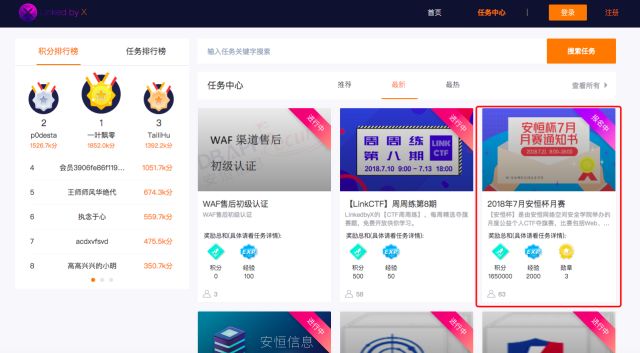 Linked by X
首页
任务中心
登录
注册
积分排行榜
任务排行榜
2
1
3
p0desta
一叶飘零
TailiHu
1526.7k分
1852.0k分
1392.2k分
4 会员3906fe86f119... 1051.7k分
5 王师师风华绝代 674.3k分
6 执念于心 559.7k分
7 acdxvfsvd 475.5k分
8 高高兴兴的小明 350.7k分
输入任务关键字搜索
搜索任务
任务中心
推荐
最新
最热
查看所有
进行中
WAF 渠道售后
初级认证
WAF售后初级认证
WAF售后初级认证
奖励总和(具体请看任务详情):
积分
经验
0
100
3
进行中
周周练
第八期
LINK
CTF
2018.7.10 9:00 - 7.13 18:00
【LinkCTF】周周练第8期
LinkedbyX的【CTF周周练】，每周精选夺旗
赛题，免费开放供你学习。
奖励总和(具体请看任务详情):
积分
经验
500
50
58
报名中
安恒杯7月
月赛通知书
2018.7.21 9:00-18:00
2018年7月安恒杯月赛
【安恒杯】是由安恒网络空间安全学院举办的
月度公益个人CTF夺旗赛，比赛包括Web、...
奖励总和(具体请看任务详情):
积分
经验
勋章
1650000
2000
3
63
进行中
安恒信息
进行中
进行中